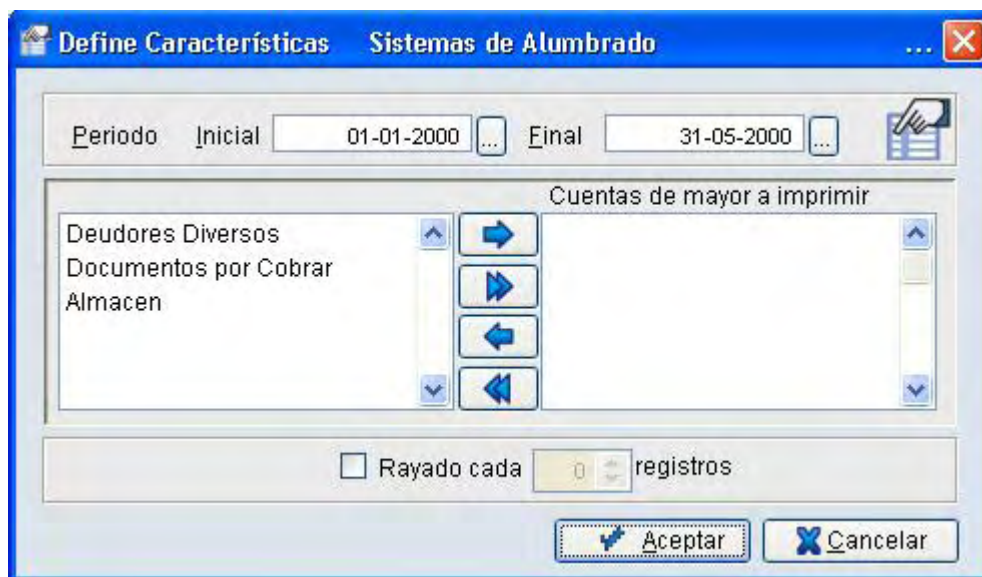 Define Características Sistemas de Alumbrado ...
Periodo Inicial 01-01-2000 ... Final 31-05-2000 ...
Cuentas de mayor a imprimir
Deudores Diversos
Documentos por Cobrar
Almacen
Rayado cada 0 registros
Aceptar Cancelar